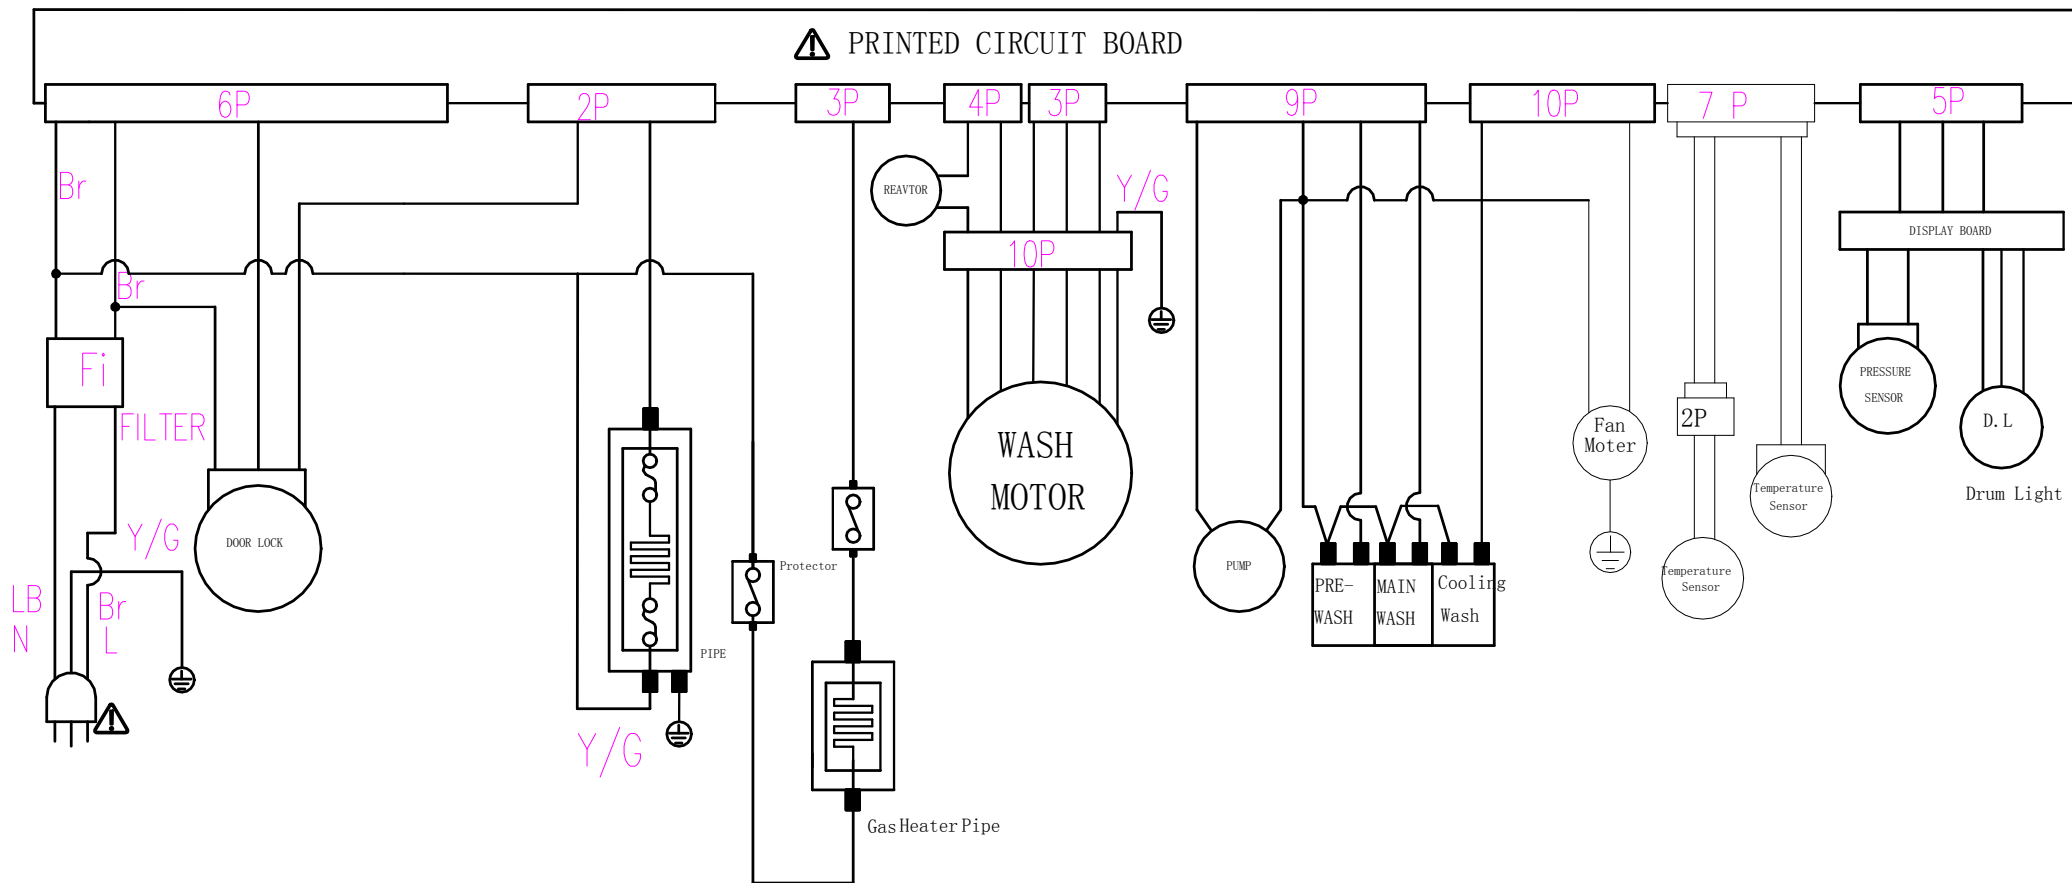 PRINTED CIRCUIT BOARD
6P
2P
3P
4P
3P
9P
10P
7 P
5P
Br
REAVTOR
Y/G
10P
DISPLAY BOARD
Br
Fi
FILTER
PRESSURE
SENSOR
D.L
Drum Light
2P
Fan
Moter
WASH
MOTOR
Temperature
Sensor
Y/G
DOOR LOCK
Protector
PUMP
Temperature
Sensor
PRE-
WASH
MAIN
WASH
Cooling
Wash
LB
N
Br
L
PIPE
Y/G
Gas Heater Pipe